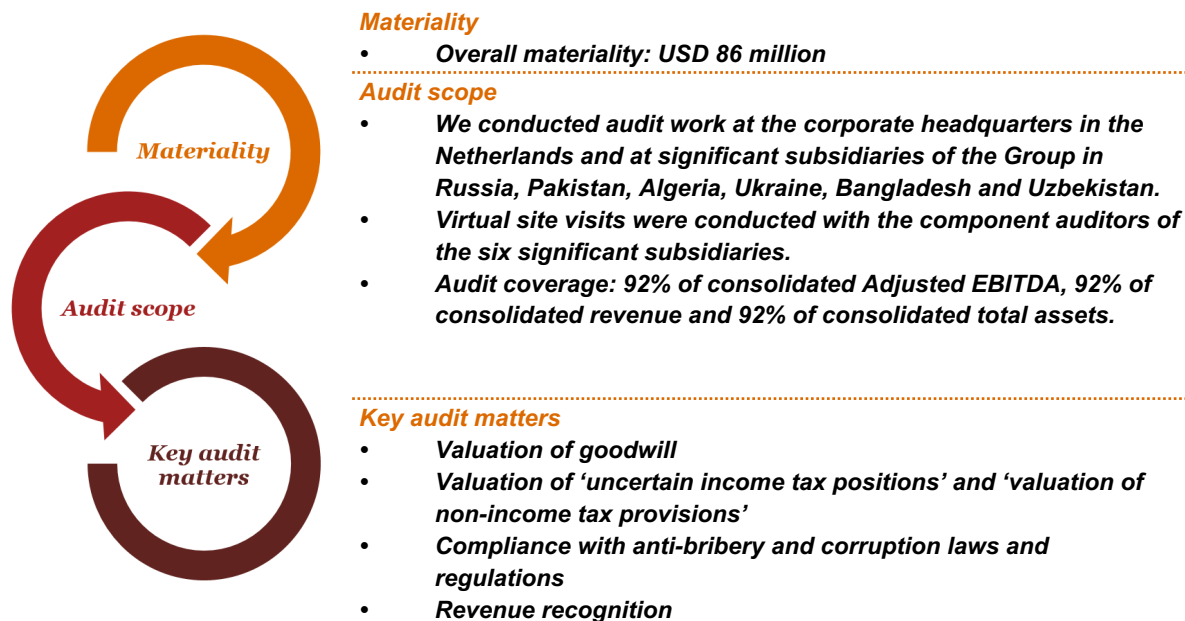 Materiality
• Overall materiality: USD 86 million
Audit scope
• We conducted audit work at the corporate headquarters in the
Netherlands and at significant subsidiaries of the Group in
Russia, Pakistan, Algeria, Ukraine, Bangladesh and Uzbekistan.
• Virtual site visits were conducted with the component auditors of
the six significant subsidiaries.
• Audit coverage: 92% of consolidated Adjusted EBITDA, 92% of
consolidated revenue and 92% of consolidated total assets.
Key audit matters
• Valuation of goodwill
• Valuation of ‘uncertain income tax positions’ and ‘valuation of
non-income tax provisions’
• Compliance with anti-bribery and corruption laws and
regulations
• Revenue recognition
Materiality
Audit scope
Key audit
matters